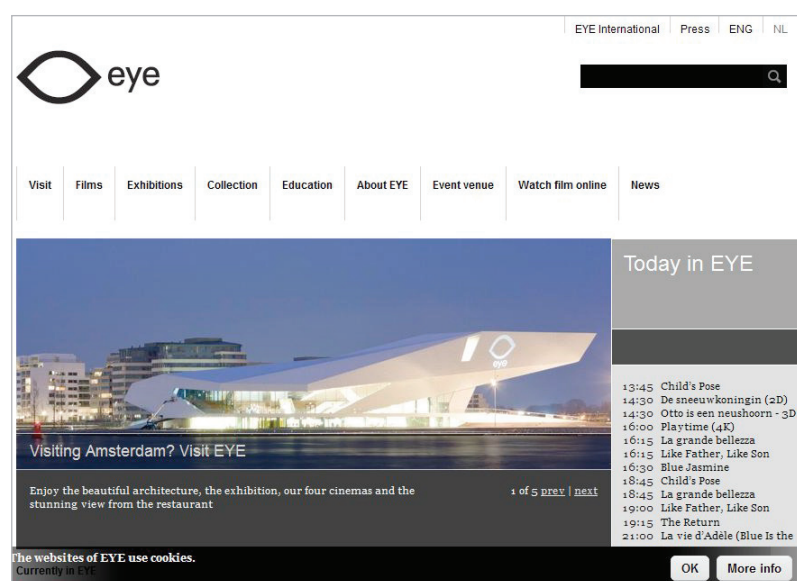 EYE International Press ENG NL
eye
Visit Films Exhibitions Collection Education About EYE Event venue Watch film online News
eye
Visiting Amsterdam? Visit EYE
Enjoy the beautiful architecture, the exhibition, our four cinemas and the
stunning view from the restaurant
1 of 5 prev | next
Today in EYE
13:45 Child's Pose
14:30 De sneeuwkoningin (2D)
14:30 Otto is een neushoorn - 3D
16:00 Playtime (4K)
16:15 La grande bellezza
16:15 Like Father, Like Son
16:30 Blue Jasmine
18:45 Child's Pose
18:45 La grande bellezza
19:00 Like Father, Like Son
19:15 The Return
21:00 La vie d'Adèle (Blue Is the
The websites of EYE use cookies.
Currently in EYE
OK More info